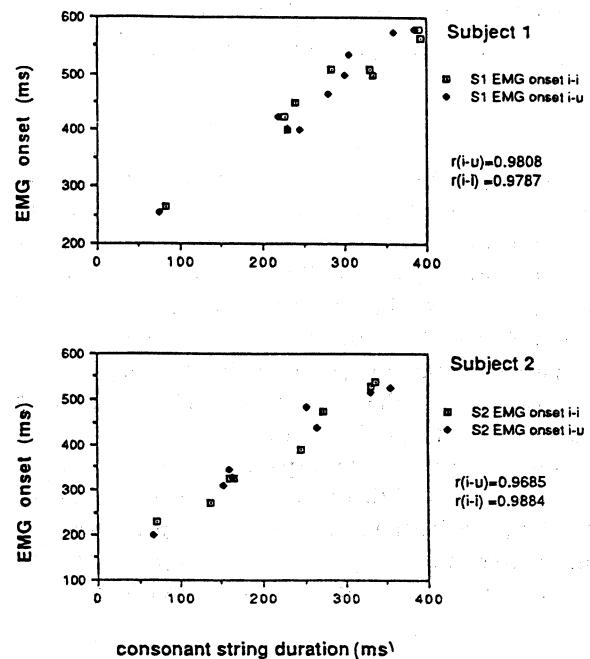 Subject 1
S1 EMG onset i-i
S1 EMG onset i-u
r(i-u)=0.9808
r(i-i)=0.9787
EMG onset (ms)
600
500
400
300
200
0
100
200
300
400
Subject 2
S2 EMG onset i-i
S2 EMG onset i-u
r(i-u)=0.9685
r(i-i)=0.9884
EMG onset (ms)
600
500
400
300
200
100
0
100
200
300
400
consonant string duration (ms)